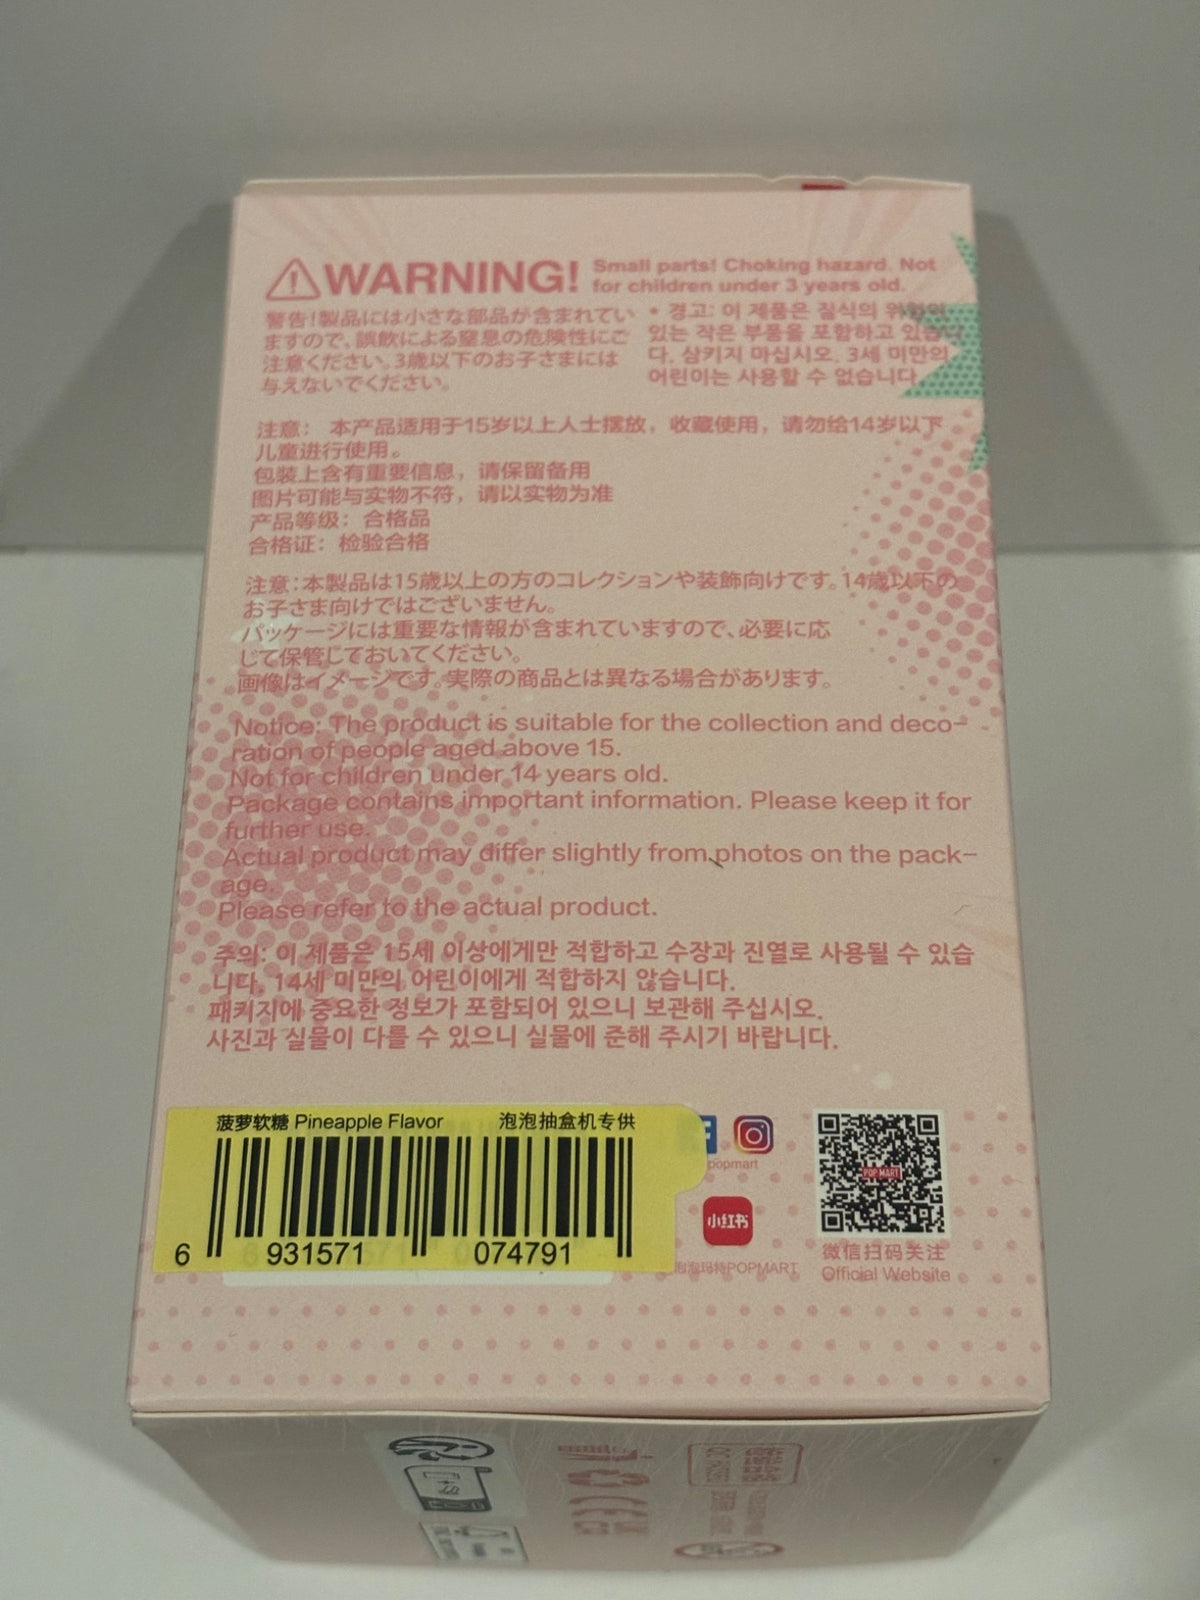 WARNING! Small parts! Choking hazard. Not
for children under 3 years old.
警告!製品には小さな部品が含まれてい
ますので、誤飲による窒息の危険性にご
注意ください。3歳以下のお子さまには
与えないでください。
• 경고: 이 제품은 질식의 위험이
있는 작은 부품을 포함하고 있습니
다. 삼키지 마십시오. 3세 미만의
어린이는 사용할 수 없습니다.
注意： 本产品适用于15岁以上人士摆放，收藏使用，请勿给14岁以下
儿童进行使用。
包装上含有重要信息，请保留备用
图片可能与实物不符，请以实物为准
产品等级：合格品
合格证：检验合格
注意:本製品は15歳以上の方のコレクションや装飾向けです。14歳以下の
お子さま向けではございません。
パッケージには重要な情報が含まれていますので、必要に応
じて保管しておいてください。
画像はイメージです。実際の商品とは異なる場合があります。
Notice: The product is suitable for the collection and deco-
ration of people aged above 15.
Not for children under 14 years old.
Package contains important information. Please keep it for
further use.
Actual product may differ slightly from photos on the pack-
age.
Please refer to the actual product.
주의: 이 제품은 15세 이상에게만 적합하고 수장과 진열로 사용될 수 있습
니다. 14세 미만의 어린이에게 적합하지 않습니다.
패키지에 중요한 정보가 포함되어 있으니 보관해 주십시오.
사진과 실물이 다를 수 있으니 실물에 준해 주시기 바랍니다.
菠萝软糖 Pineapple Flavor 泡泡抽盒机专供
6 931571 074791
popmart
小红书
泡泡玛特POPMART
POP MART
微信扫码关注
Official Website